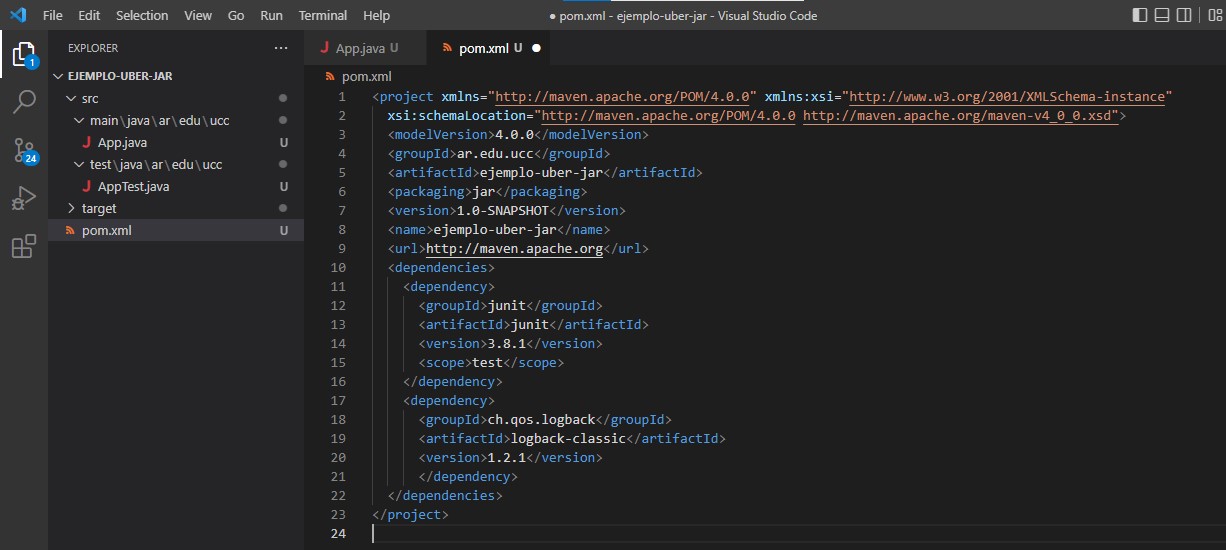 File Edit Selection View Go Run Terminal Help
● pom.xml - ejemplo-uber-jar - Visual Studio Code
EXPLORER ···
EJEMPLO-UBER-JAR
src
main\java\ar\edu\ucc
J App.java U
test\java\ar\edu\ucc
J AppTest.java U
target
pom.xml U
1
24
J App.java U
pom.xml U ●
pom.xml
1 <project xmlns="http://maven.apache.org/POM/4.0.0" xmlns:xsi="http://www.w3.org/2001/XMLSchema-instance"
2 xsi:schemaLocation="http://maven.apache.org/POM/4.0.0 http://maven.apache.org/maven-v4_0_0.xsd">
3 <modelVersion>4.0.0</modelVersion>
4 <groupId>ar.edu.ucc</groupId>
5 <artifactId>ejemplo-uber-jar</artifactId>
6 <packaging>jar</packaging>
7 <version>1.0-SNAPSHOT</version>
8 <name>ejemplo-uber-jar</name>
9 <url>http://maven.apache.org</url>
10 <dependencies>
11 <dependency>
12 <groupId>junit</groupId>
13 <artifactId>junit</artifactId>
14 <version>3.8.1</version>
15 <scope>test</scope>
16 </dependency>
17 <dependency>
18 <groupId>ch.qos.logback</groupId>
19 <artifactId>logback-classic</artifactId>
20 <version>1.2.1</version>
21 </dependency>
22 </dependencies>
23 </project>
24